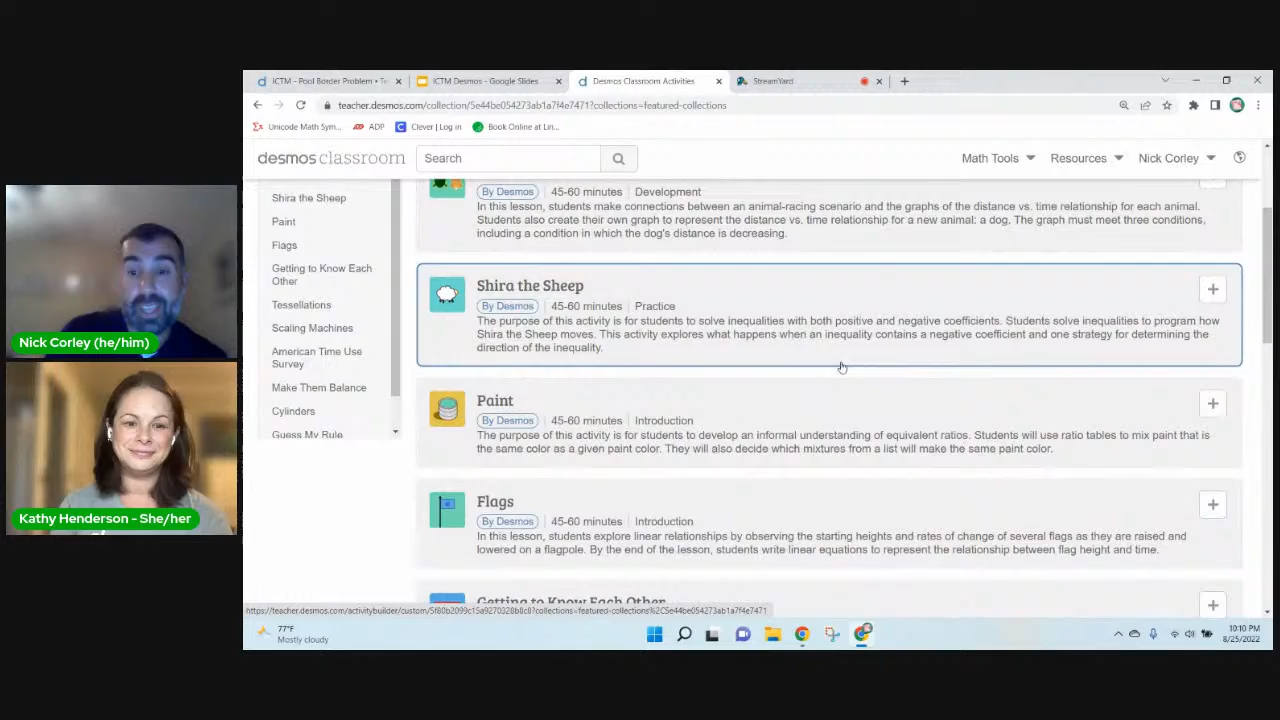 ICTM - Pool Border Problem • Te
ICTM Desmos - Google Slides
Desmos Classroom Activities
StreamYard
teacher.desmos.com/collection/5e44be054273ab1a7f4e7471?collections=featured-collections
Unicode Math Sym...
ADP
Clever | Log in
Book Online at Lin...
desmos classroom
Search
Math Tools
Resources
Nick Corley
Shira the Sheep
Paint
Flags
Getting to Know Each
Other
Tessellations
Scaling Machines
American Time Use
Survey
Make Them Balance
Cylinders
Guess My Rule
By Desmos
45-60 minutes
Development
In this lesson, students make connections between an animal-racing scenario and the graphs of the distance vs. time relationship for each animal.
Students also create their own graph to represent the distance vs. time relationship for a new animal: a dog. The graph must meet three conditions,
including a condition in which the dog's distance is decreasing.
Shira the Sheep
By Desmos
45-60 minutes
Practice
The purpose of this activity is for students to solve inequalities with both positive and negative coefficients. Students solve inequalities to program how
Shira the Sheep moves. This activity explores what happens when an inequality contains a negative coefficient and one strategy for determining the
direction of the inequality.
Paint
By Desmos
45-60 minutes
Introduction
The purpose of this activity is for students to develop an informal understanding of equivalent ratios. Students will use ratio tables to mix paint that is
the same color as a given paint color. They will also decide which mixtures from a list will make the same paint color.
Flags
By Desmos
45-60 minutes
Introduction
In this lesson, students explore linear relationships by observing the starting heights and rates of change of several flags as they are raised and
lowered on a flagpole. By the end of the lesson, students write linear equations to represent the relationship between flag height and time.
Getting to Know Each Other
77°F
Mostly cloudy
10:10 PM
8/25/2022
Nick Corley (he/him)
Kathy Henderson - She/her